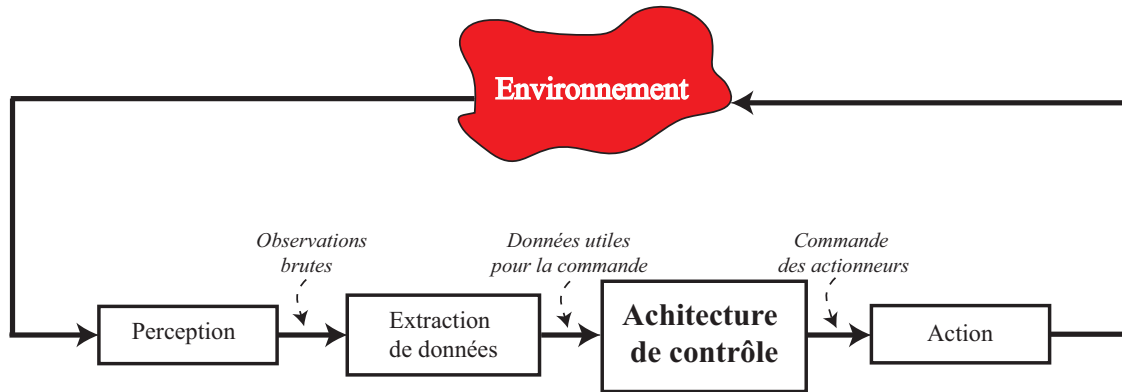 Environnement
Observations
brutes
Données utiles
pour la commande
Commande
des actionneurs
Perception
Extraction
de données
Achitecture
de contrôle
Action